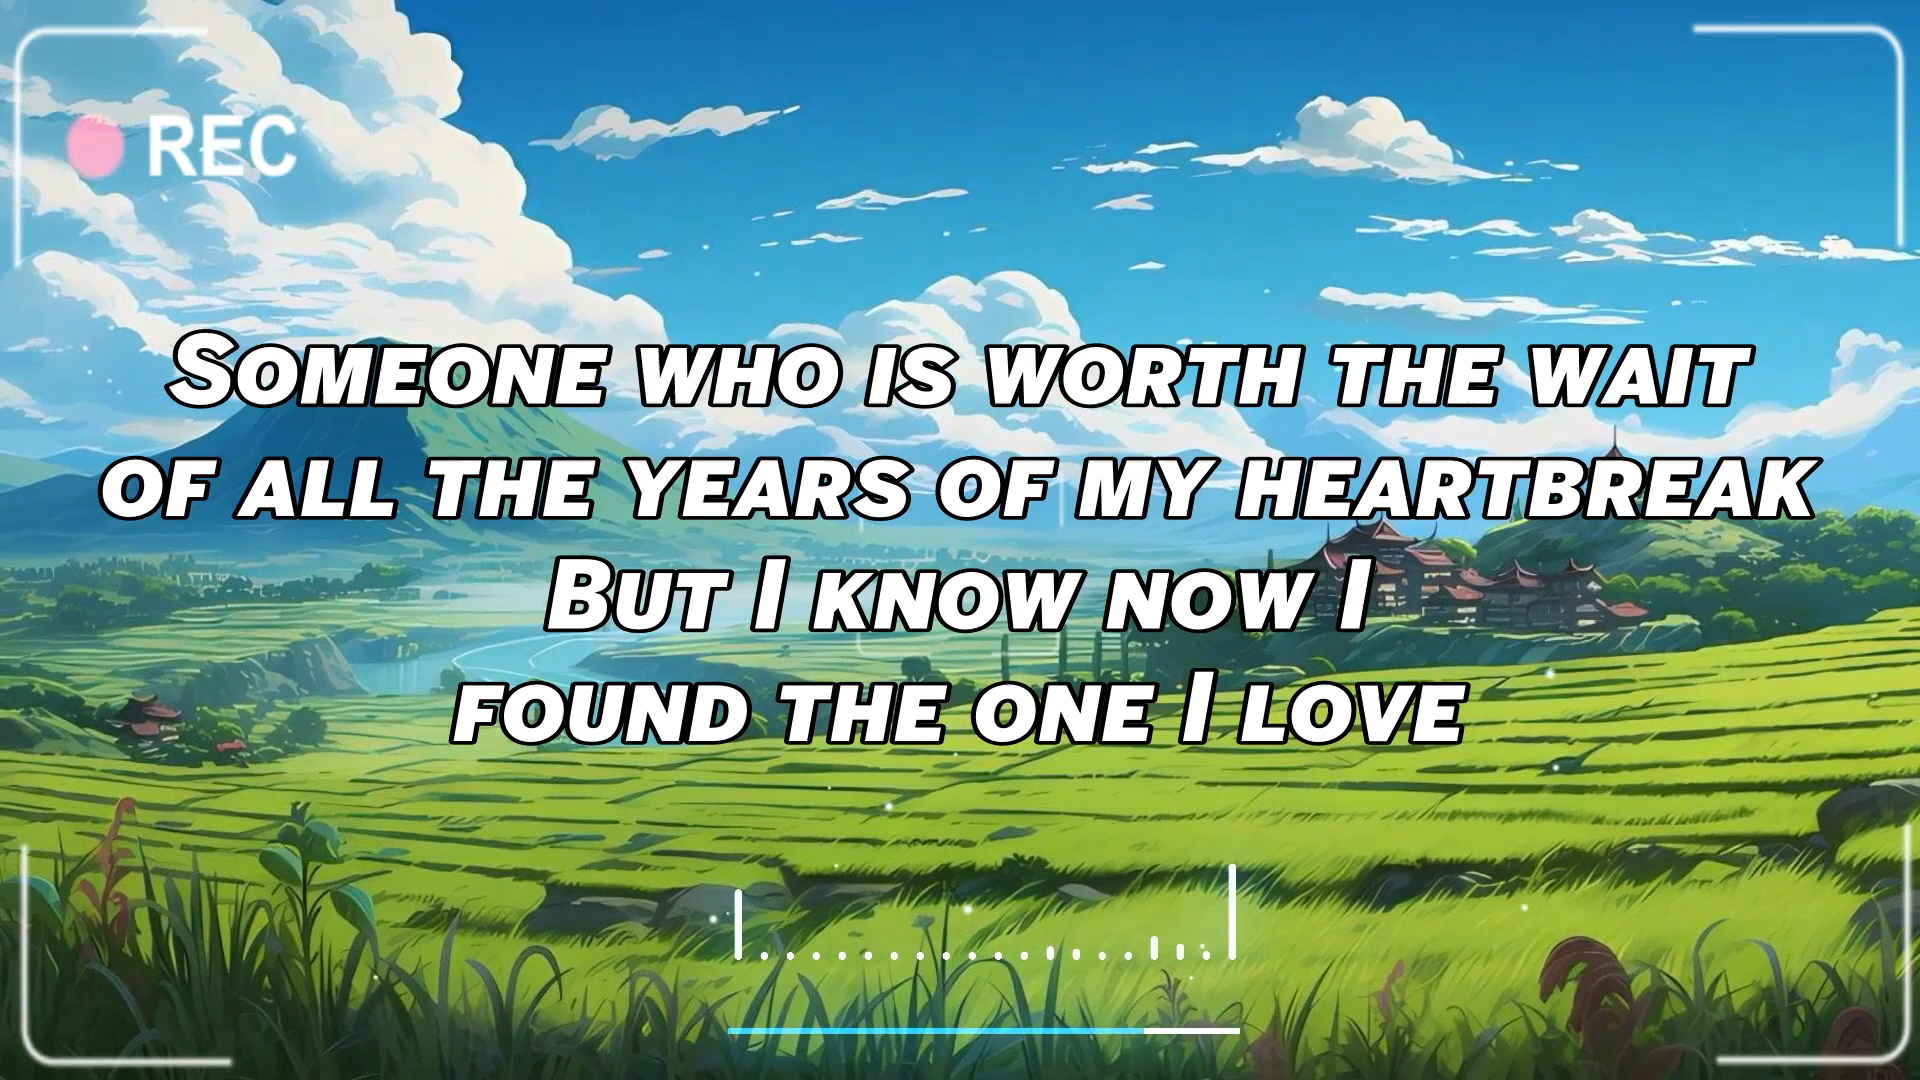 REC
Someone who is worth the wait
of all the years of my heartbreak
But I know now I
found the one I love